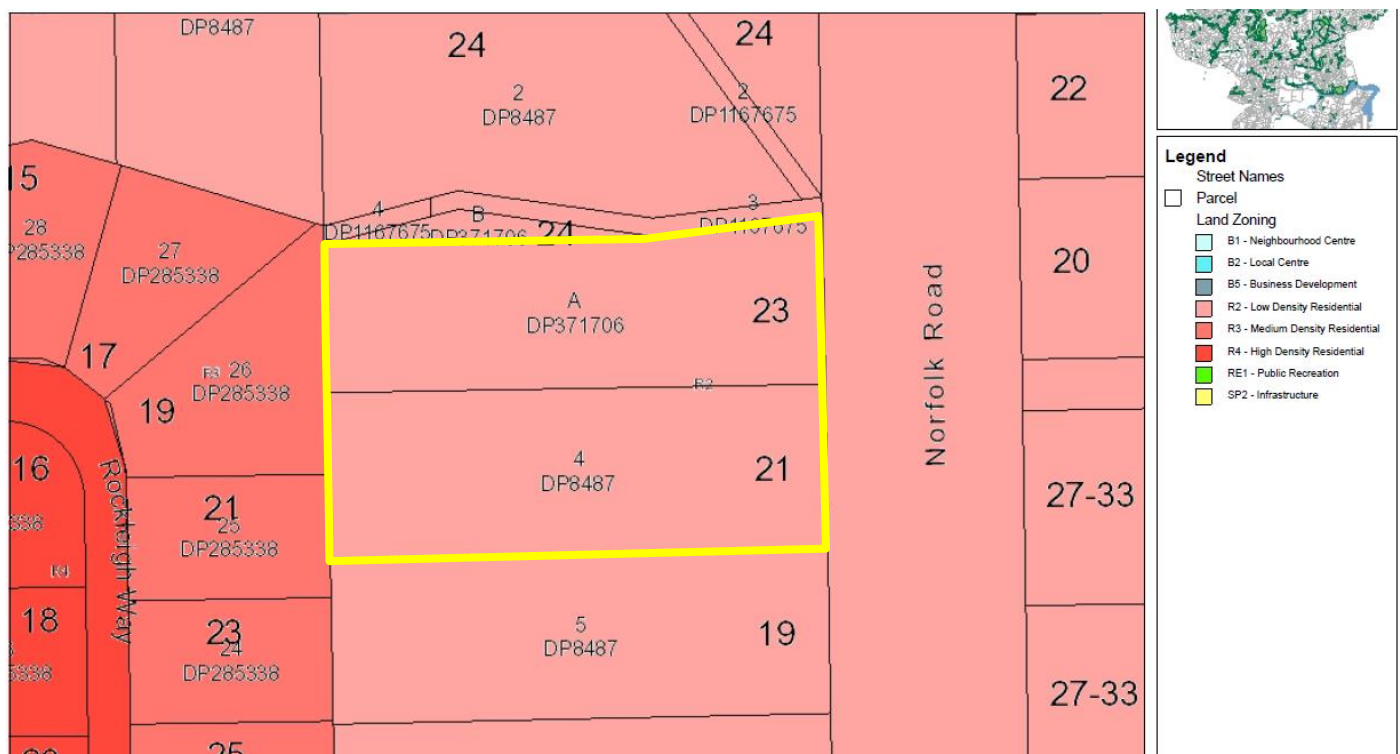 DP8487
24
2
DP8487
24
2
DP1167675
22
15
28
27
DP285338
4
DP1167675
B
DP371706
24
3
DP1167675
20
A
DP371706
23
17
R3
26
DP285338
19
R2
Norfolk Road
16
Rockleigh Way
21
25
DP285338
4
DP8487
21
27-33
R4
18
23
24
DP285338
5
DP8487
19
27-33
25
Legend
Street Names
Parcel
Land Zoning
B1 - Neighbourhood Centre
B2 - Local Centre
B5 - Business Development
R2 - Low Density Residential
R3 - Medium Density Residential
R4 - High Density Residential
RE1 - Public Recreation
SP2 - Infrastructure